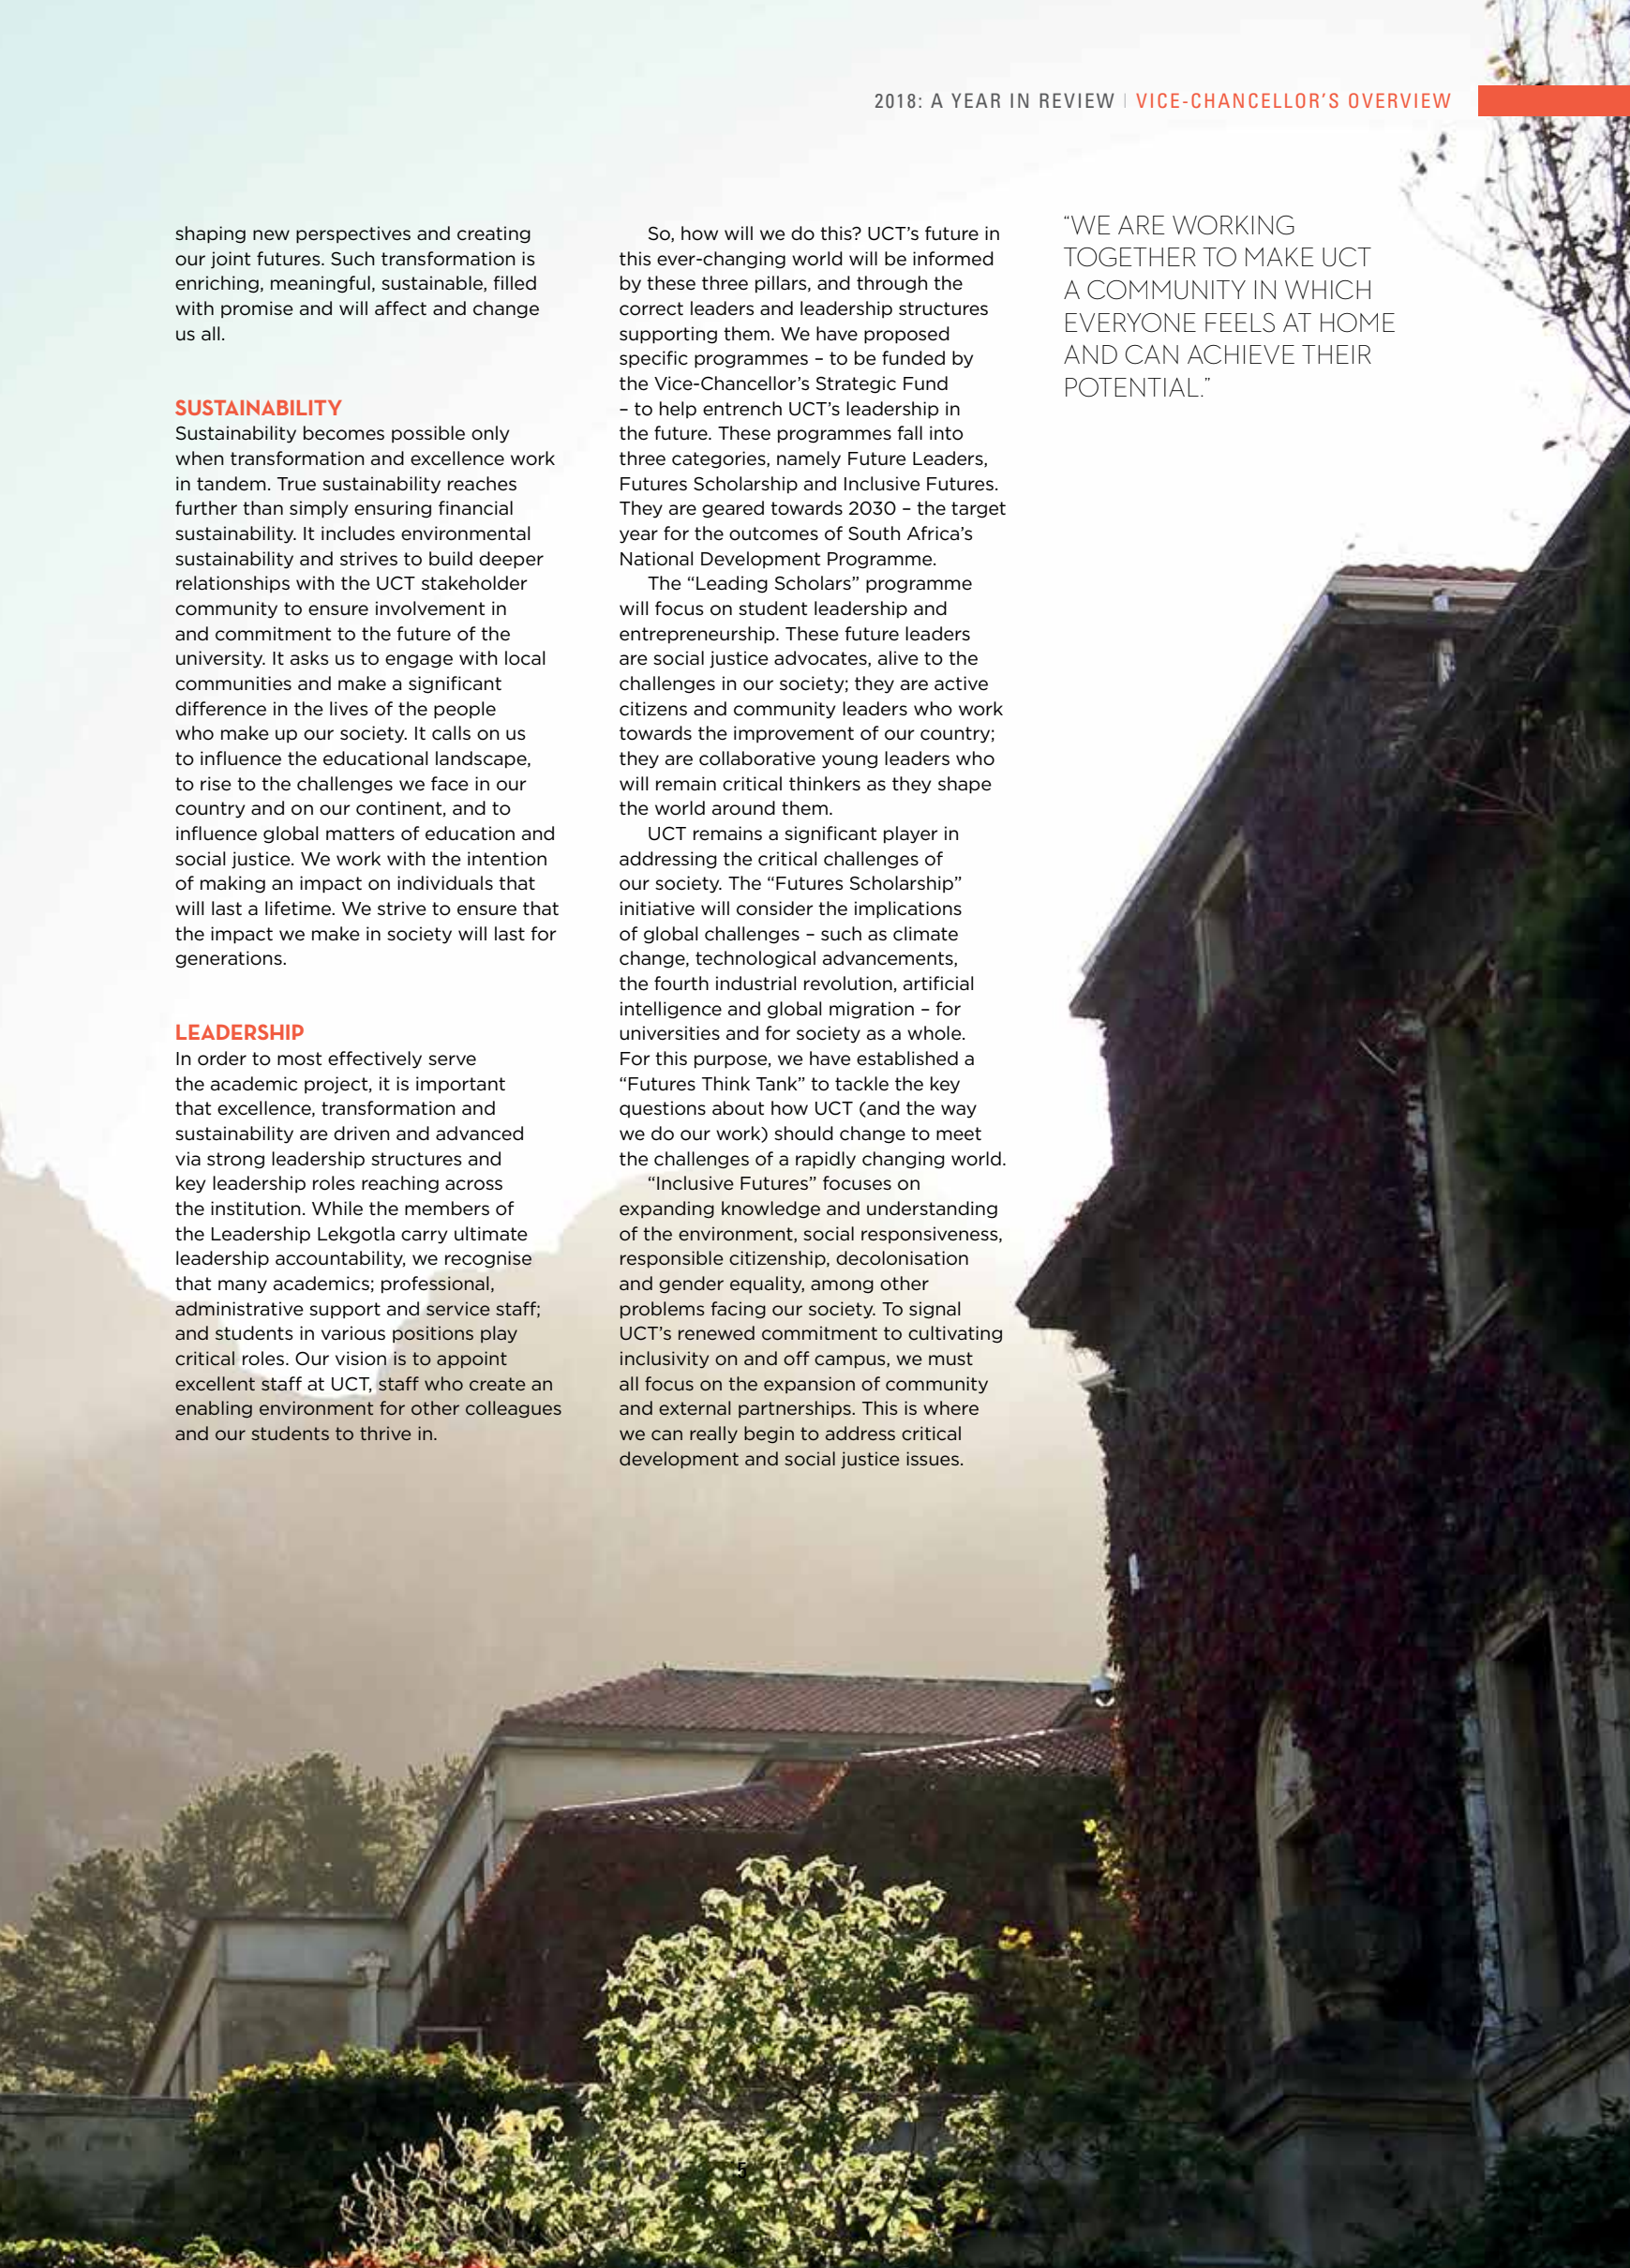 2018: A YEAR IN REVIEW | VICE-CHANCELLOR'S OVERVIEW
shaping new perspectives and creating
our joint futures. Such transformation is
enriching, meaningful, sustainable, filled
with promise and will affect and change
us all.
SUSTAINABILITY
Sustainability becomes possible only
when transformation and excellence work
in tandem. True sustainability reaches
further than simply ensuring financial
sustainability. It includes environmental
sustainability and strives to build deeper
relationships with the UCT stakeholder
community to ensure involvement in
and commitment to the future of the
university. It asks us to engage with local
communities and make a significant
difference in the lives of the people
who make up our society. It calls on us
to influence the educational landscape,
to rise to the challenges we face in our
country and on our continent, and to
influence global matters of education and
social justice. We work with the intention
of making an impact on individuals that
will last a lifetime. We strive to ensure that
the impact we make in society will last for
generations.
LEADERSHIP
In order to most effectively serve
the academic project, it is important
that excellence, transformation and
sustainability are driven and advanced
via strong leadership structures and
key leadership roles reaching across
the institution. While the members of
the Leadership Lekgotla carry ultimate
leadership accountability, we recognise
that many academics; professional,
administrative support and service staff;
and students in various positions play
critical roles. Our vision is to appoint
excellent staff at UCT, staff who create an
enabling environment for other colleagues
and our students to thrive in.
So, how will we do this? UCT's future in
this ever-changing world will be informed
by these three pillars, and through the
correct leaders and leadership structures
supporting them. We have proposed
specific programmes – to be funded by
the Vice-Chancellor's Strategic Fund
– to help entrench UCT's leadership in
the future. These programmes fall into
three categories, namely Future Leaders,
Futures Scholarship and Inclusive Futures.
They are geared towards 2030 – the target
year for the outcomes of South Africa's
National Development Programme.
The “Leading Scholars” programme
will focus on student leadership and
entrepreneurship. These future leaders
are social justice advocates, alive to the
challenges in our society; they are active
citizens and community leaders who work
towards the improvement of our country;
they are collaborative young leaders who
will remain critical thinkers as they shape
the world around them.
UCT remains a significant player in
addressing the critical challenges of
our society. The “Futures Scholarship”
initiative will consider the implications
of global challenges – such as climate
change, technological advancements,
the fourth industrial revolution, artificial
intelligence and global migration – for
universities and for society as a whole.
For this purpose, we have established a
“Futures Think Tank” to tackle the key
questions about how UCT (and the way
we do our work) should change to meet
the challenges of a rapidly changing world.
“Inclusive Futures” focuses on
expanding knowledge and understanding
of the environment, social responsiveness,
responsible citizenship, decolonisation
and gender equality, among other
problems facing our society. To signal
UCT's renewed commitment to cultivating
inclusivity on and off campus, we must
all focus on the expansion of community
and external partnerships. This is where
we can really begin to address critical
development and social justice issues.
“WE ARE WORKING
TOGETHER TO MAKE UCT
A COMMUNITY IN WHICH
EVERYONE FEELS AT HOME
AND CAN ACHIEVE THEIR
POTENTIAL.”
5